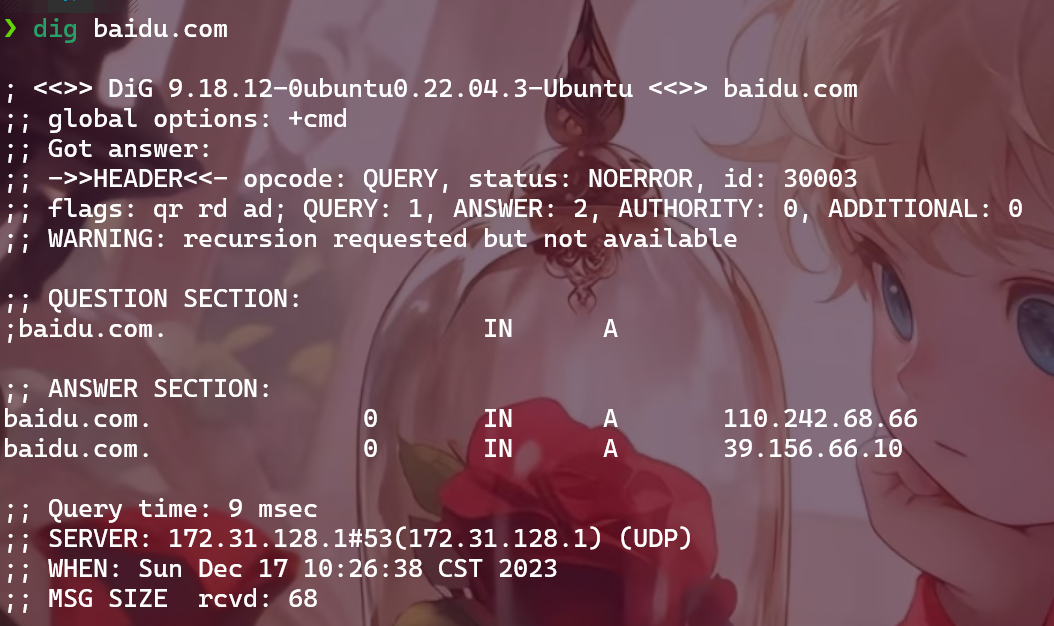 ❯ dig baidu.com
; <<>> DiG 9.18.12-0ubuntu0.22.04.3-Ubuntu <<>> baidu.com
;; global options: +cmd
;; Got answer:
;; ->>HEADER<<- opcode: QUERY, status: NOERROR, id: 30003
;; flags: qr rd ad; QUERY: 1, ANSWER: 2, AUTHORITY: 0, ADDITIONAL: 0
;; WARNING: recursion requested but not available
;; QUESTION SECTION:
;baidu.com. IN A
;; ANSWER SECTION:
baidu.com. 0 IN A 110.242.68.66
baidu.com. 0 IN A 39.156.66.10
;; Query time: 9 msec
;; SERVER: 172.31.128.1#53(172.31.128.1) (UDP)
;; WHEN: Sun Dec 17 10:26:38 CST 2023
;; MSG SIZE  rcvd: 68